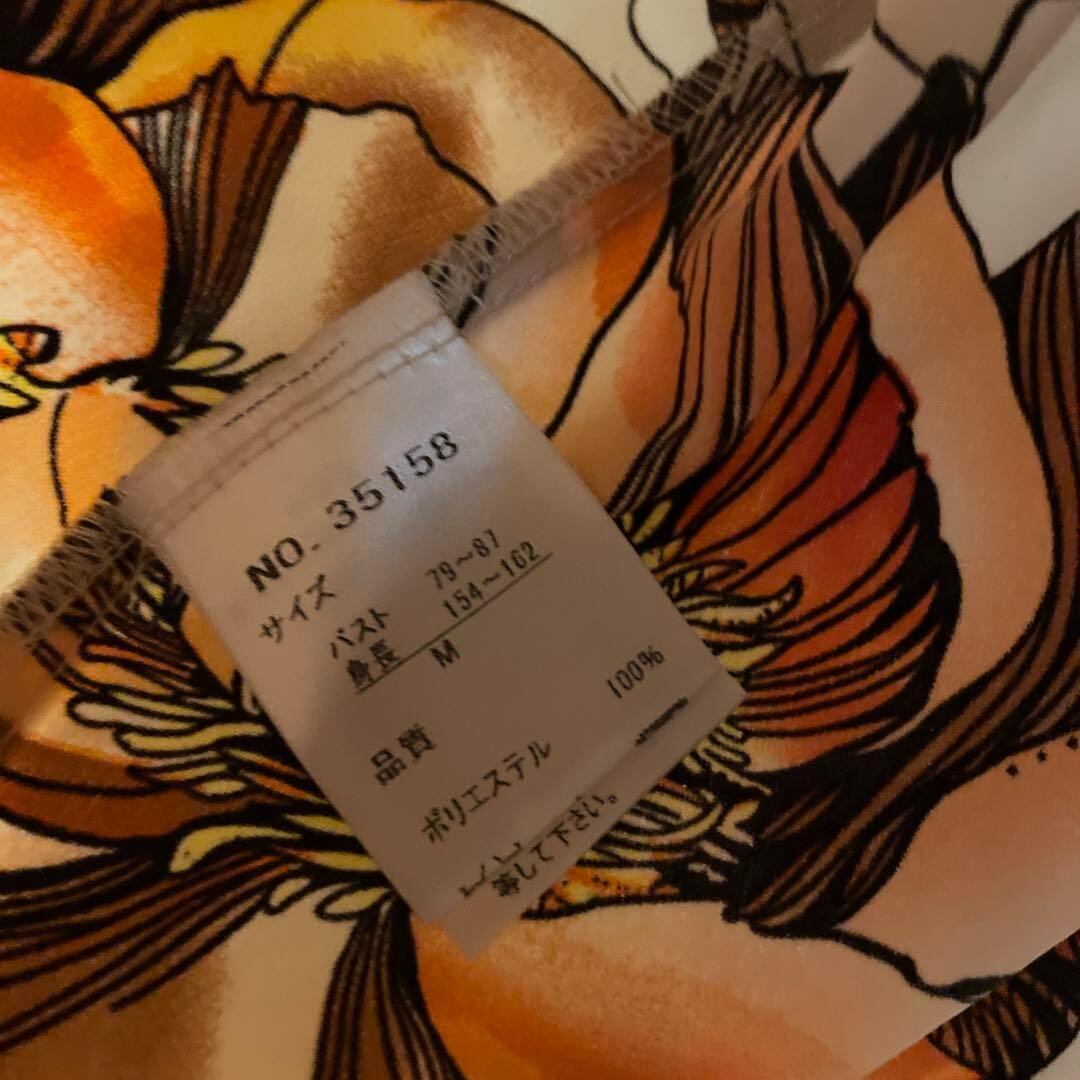 NO. 35158
サイズ
バスト 79～87
身長 154～162
M
品質
ポリエステル 100%
等して下さい。